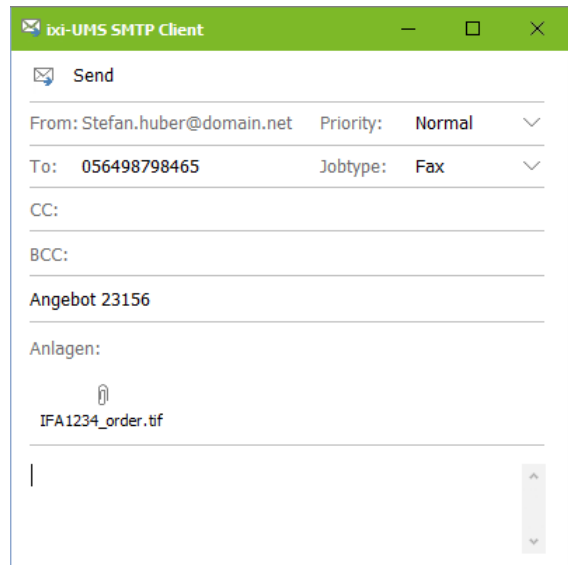 ixi-UMS SMTP Client
Send
From: Stefan.huber@domain.net Priority: Normal
To: 056498798465 Jobtype: Fax
CC:
BCC:
Angebot 23156
Anlagen:
IFA1234_order.tif